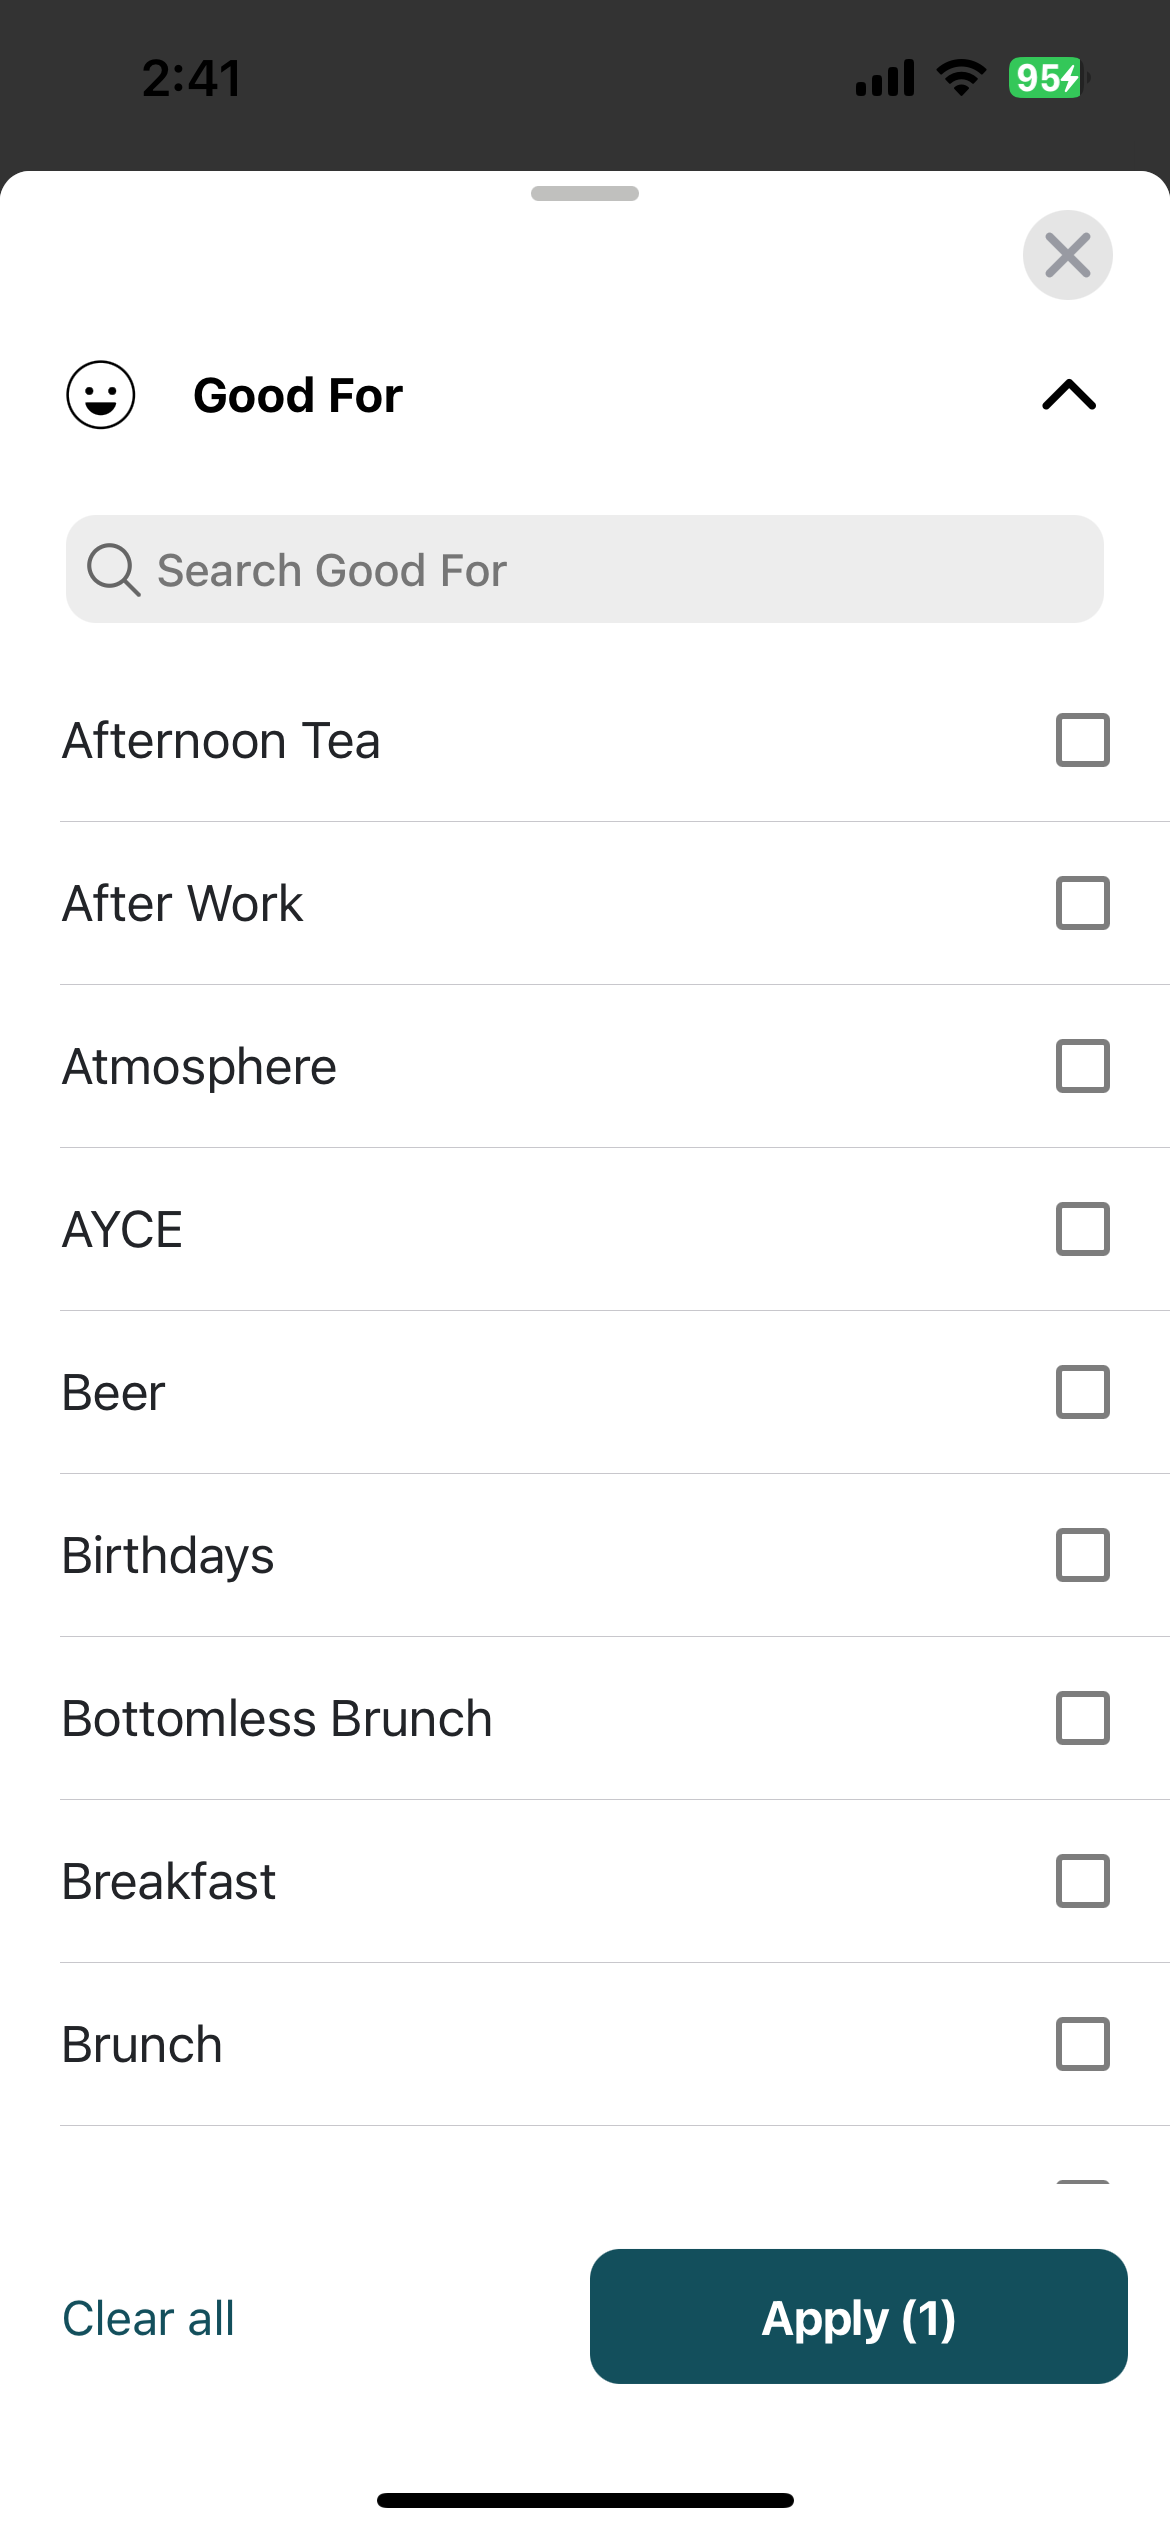 2:41
95
Good For
Search Good For
Afternoon Tea
After Work
Atmosphere
AYCE
Beer
Birthdays
Bottomless Brunch
Breakfast
Brunch
Clear all
Apply (1)